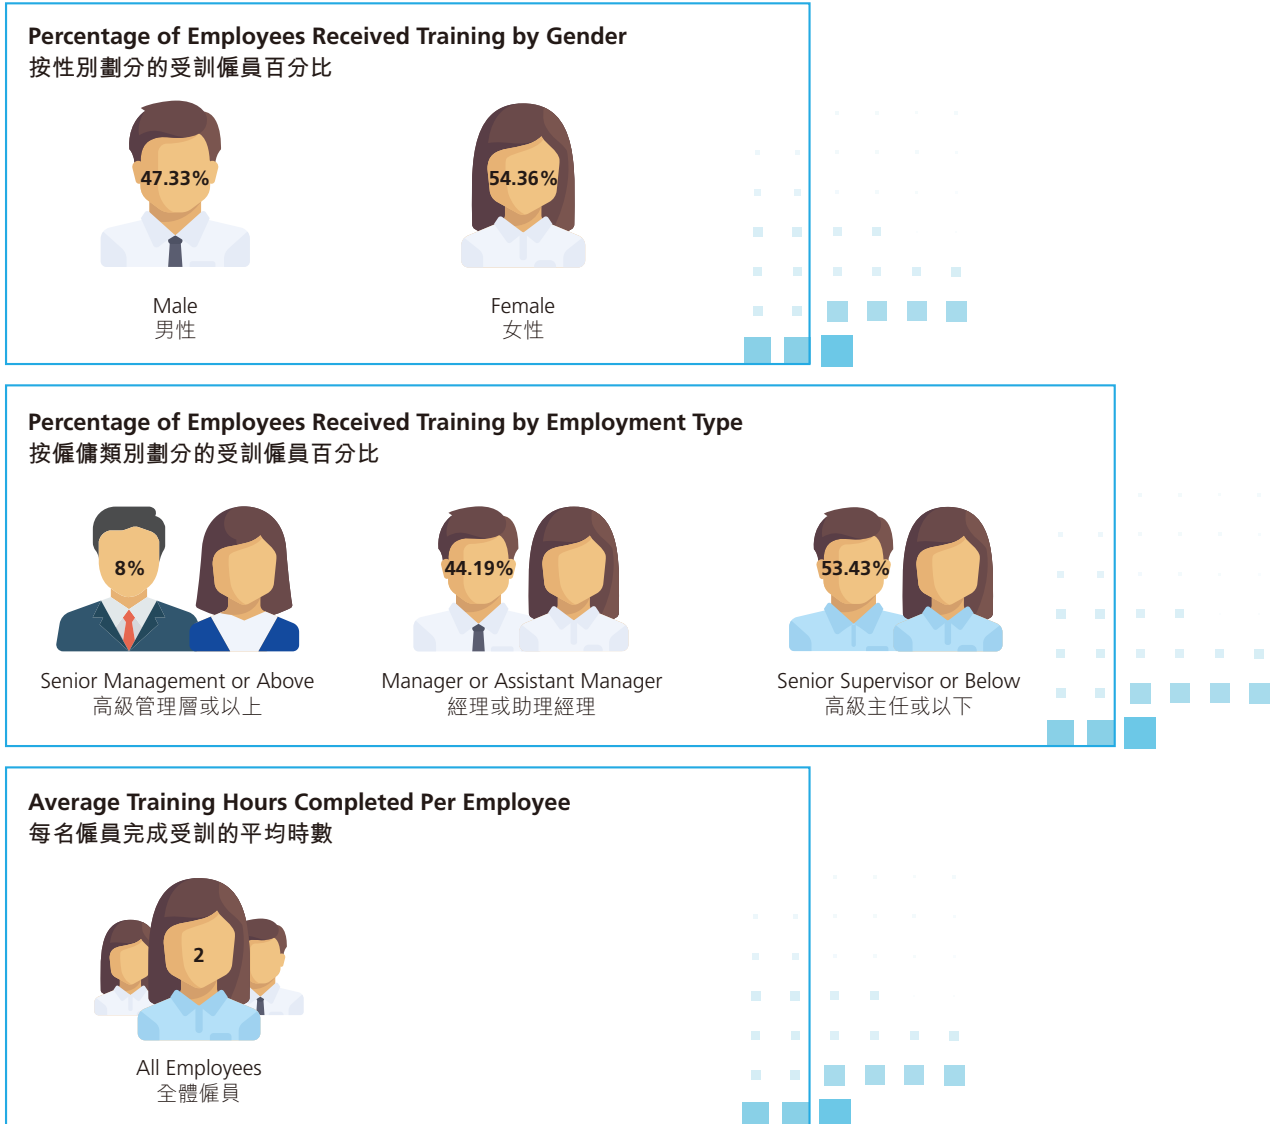 Percentage of Employees Received Training by Gender
按性別劃分的受訓僱員百分比
47.33%
54.36%
Male
男性
Female
女性
Percentage of Employees Received Training by Employment Type
按僱傭類別劃分的受訓僱員百分比
8%
44.19%
53.43%
Senior Management or Above
高級管理層或以上
Manager or Assistant Manager
經理或助理經理
Senior Supervisor or Below
高級主任或以下
Average Training Hours Completed Per Employee
每名僱員完成受訓的平均時數
2
All Employees
全體僱員